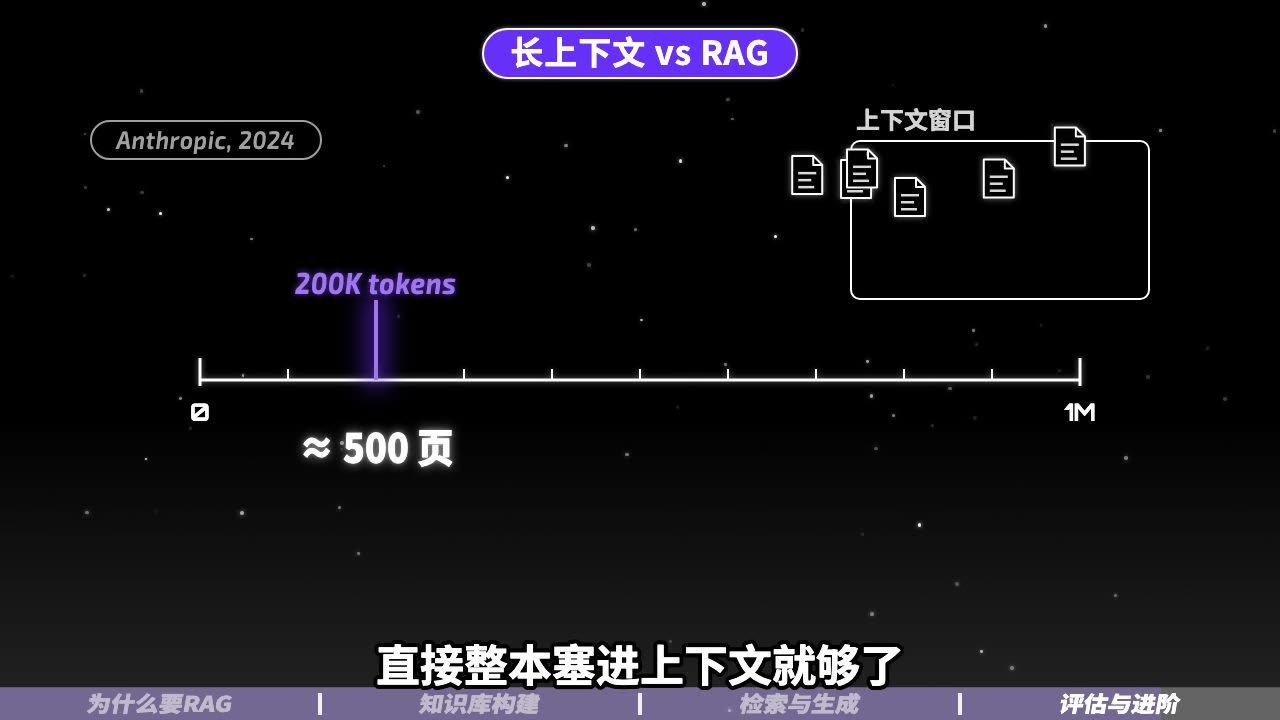 长上下文 vs RAG
Anthropic, 2024
上下文窗口
200K tokens
0
1M
≈ 500 页
直接整本塞进上下文就够了
为什么要RAG
知识库构建
检索与生成
评估与进阶